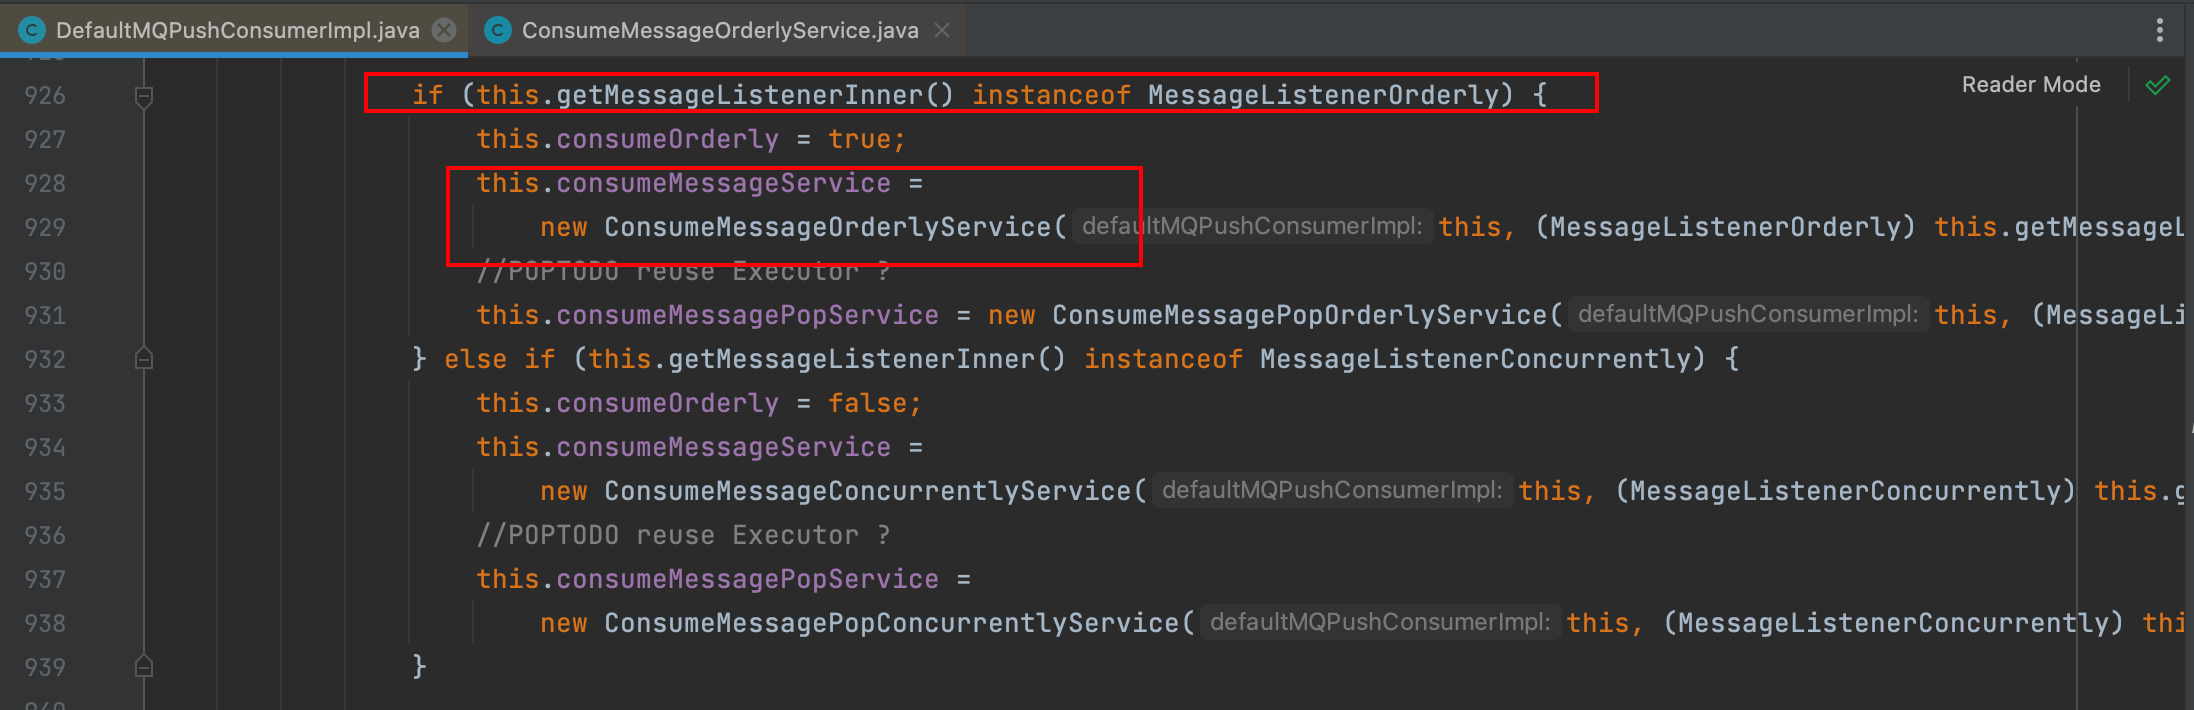 DefaultMQPushConsumerImpl.java ConsumeMessageOrderlyService.java
Reader Mode
926 if (this.getMessageListenerInner() instanceof MessageListenerOrderly) {
927 this.consumeOrderly = true;
928 this.consumeMessageService =
929 new ConsumeMessageOrderlyService( defaultMQPushConsumerImpl: this, (MessageListenerOrderly) this.getMessageL
930 //POPTODO reuse Executor ?
931 this.consumeMessagePopService = new ConsumeMessagePopOrderlyService( defaultMQPushConsumerImpl: this, (MessageLi
932 } else if (this.getMessageListenerInner() instanceof MessageListenerConcurrently) {
933 this.consumeOrderly = false;
934 this.consumeMessageService =
935 new ConsumeMessageConcurrentlyService( defaultMQPushConsumerImpl: this, (MessageListenerConcurrently) this.g
936 //POPTODO reuse Executor ?
937 this.consumeMessagePopService =
938 new ConsumeMessagePopConcurrentlyService( defaultMQPushConsumerImpl: this, (MessageListenerConcurrently) thi
939 }